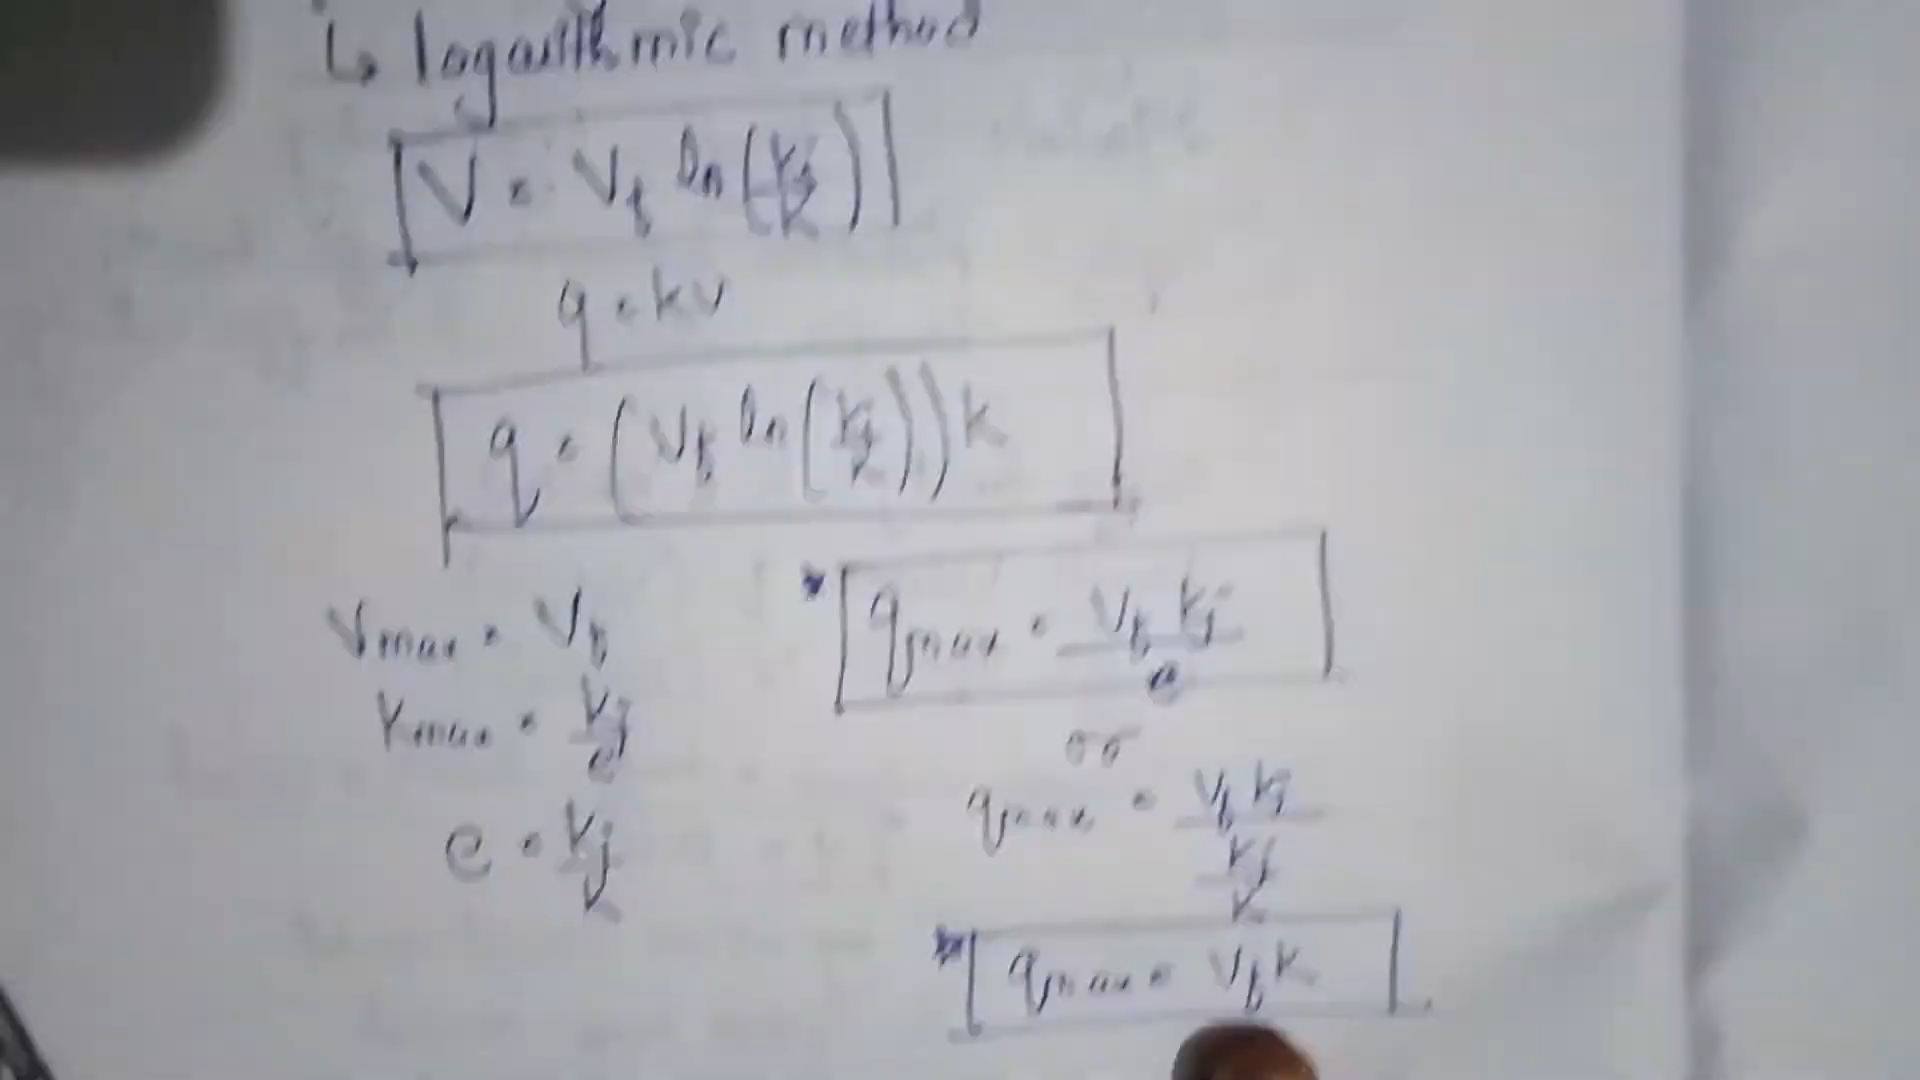 ↳ logarithmic method
V = V_f ln(k_j/k)
q = kv
q = (V_f ln(k_j/k)) k
V_max = V_f
* q_max = V_f k_j / e
K_max = k_j/e
or
e = k_j/k
q_max = V_f k_j / (k_j/k)
* q_max = V_f k